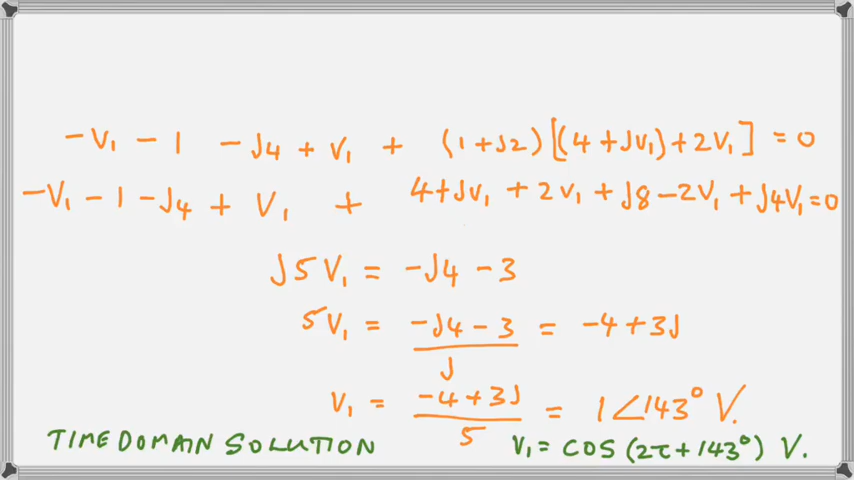 -V₁ - 1 - J4 + V₁ + (1+J2)[(4+JV₁)+2V₁] = 0
-V₁ - 1 - J4 + V₁ + 4+JV₁ + 2V₁ + J8 - 2V₁ + J4V₁ = 0
J5V₁ = -J4 - 3
5V₁ = (-J4 - 3)/J = -4 + 3J
V₁ = (-4 + 3J)/5 = 1∠143° V.
TIME DOMAIN SOLUTION V₁ = COS (2τ + 143°) V.